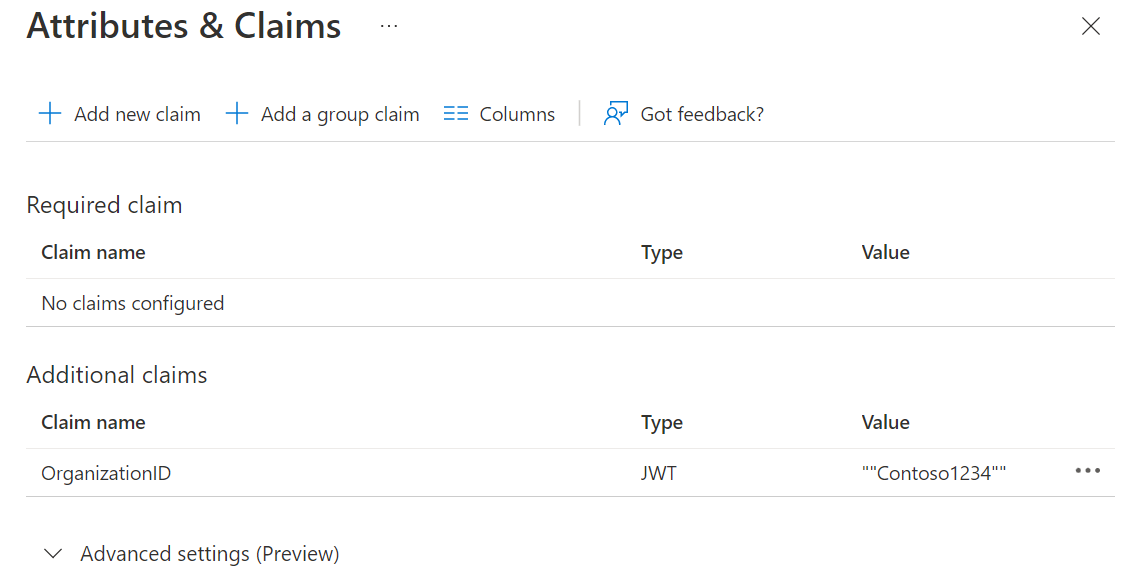 Attributes & Claims ...
Add new claim Add a group claim Columns Got feedback?
Required claim
Claim name Type Value
No claims configured
Additional claims
Claim name Type Value
OrganizationID JWT ""Contoso1234""
Advanced settings (Preview)